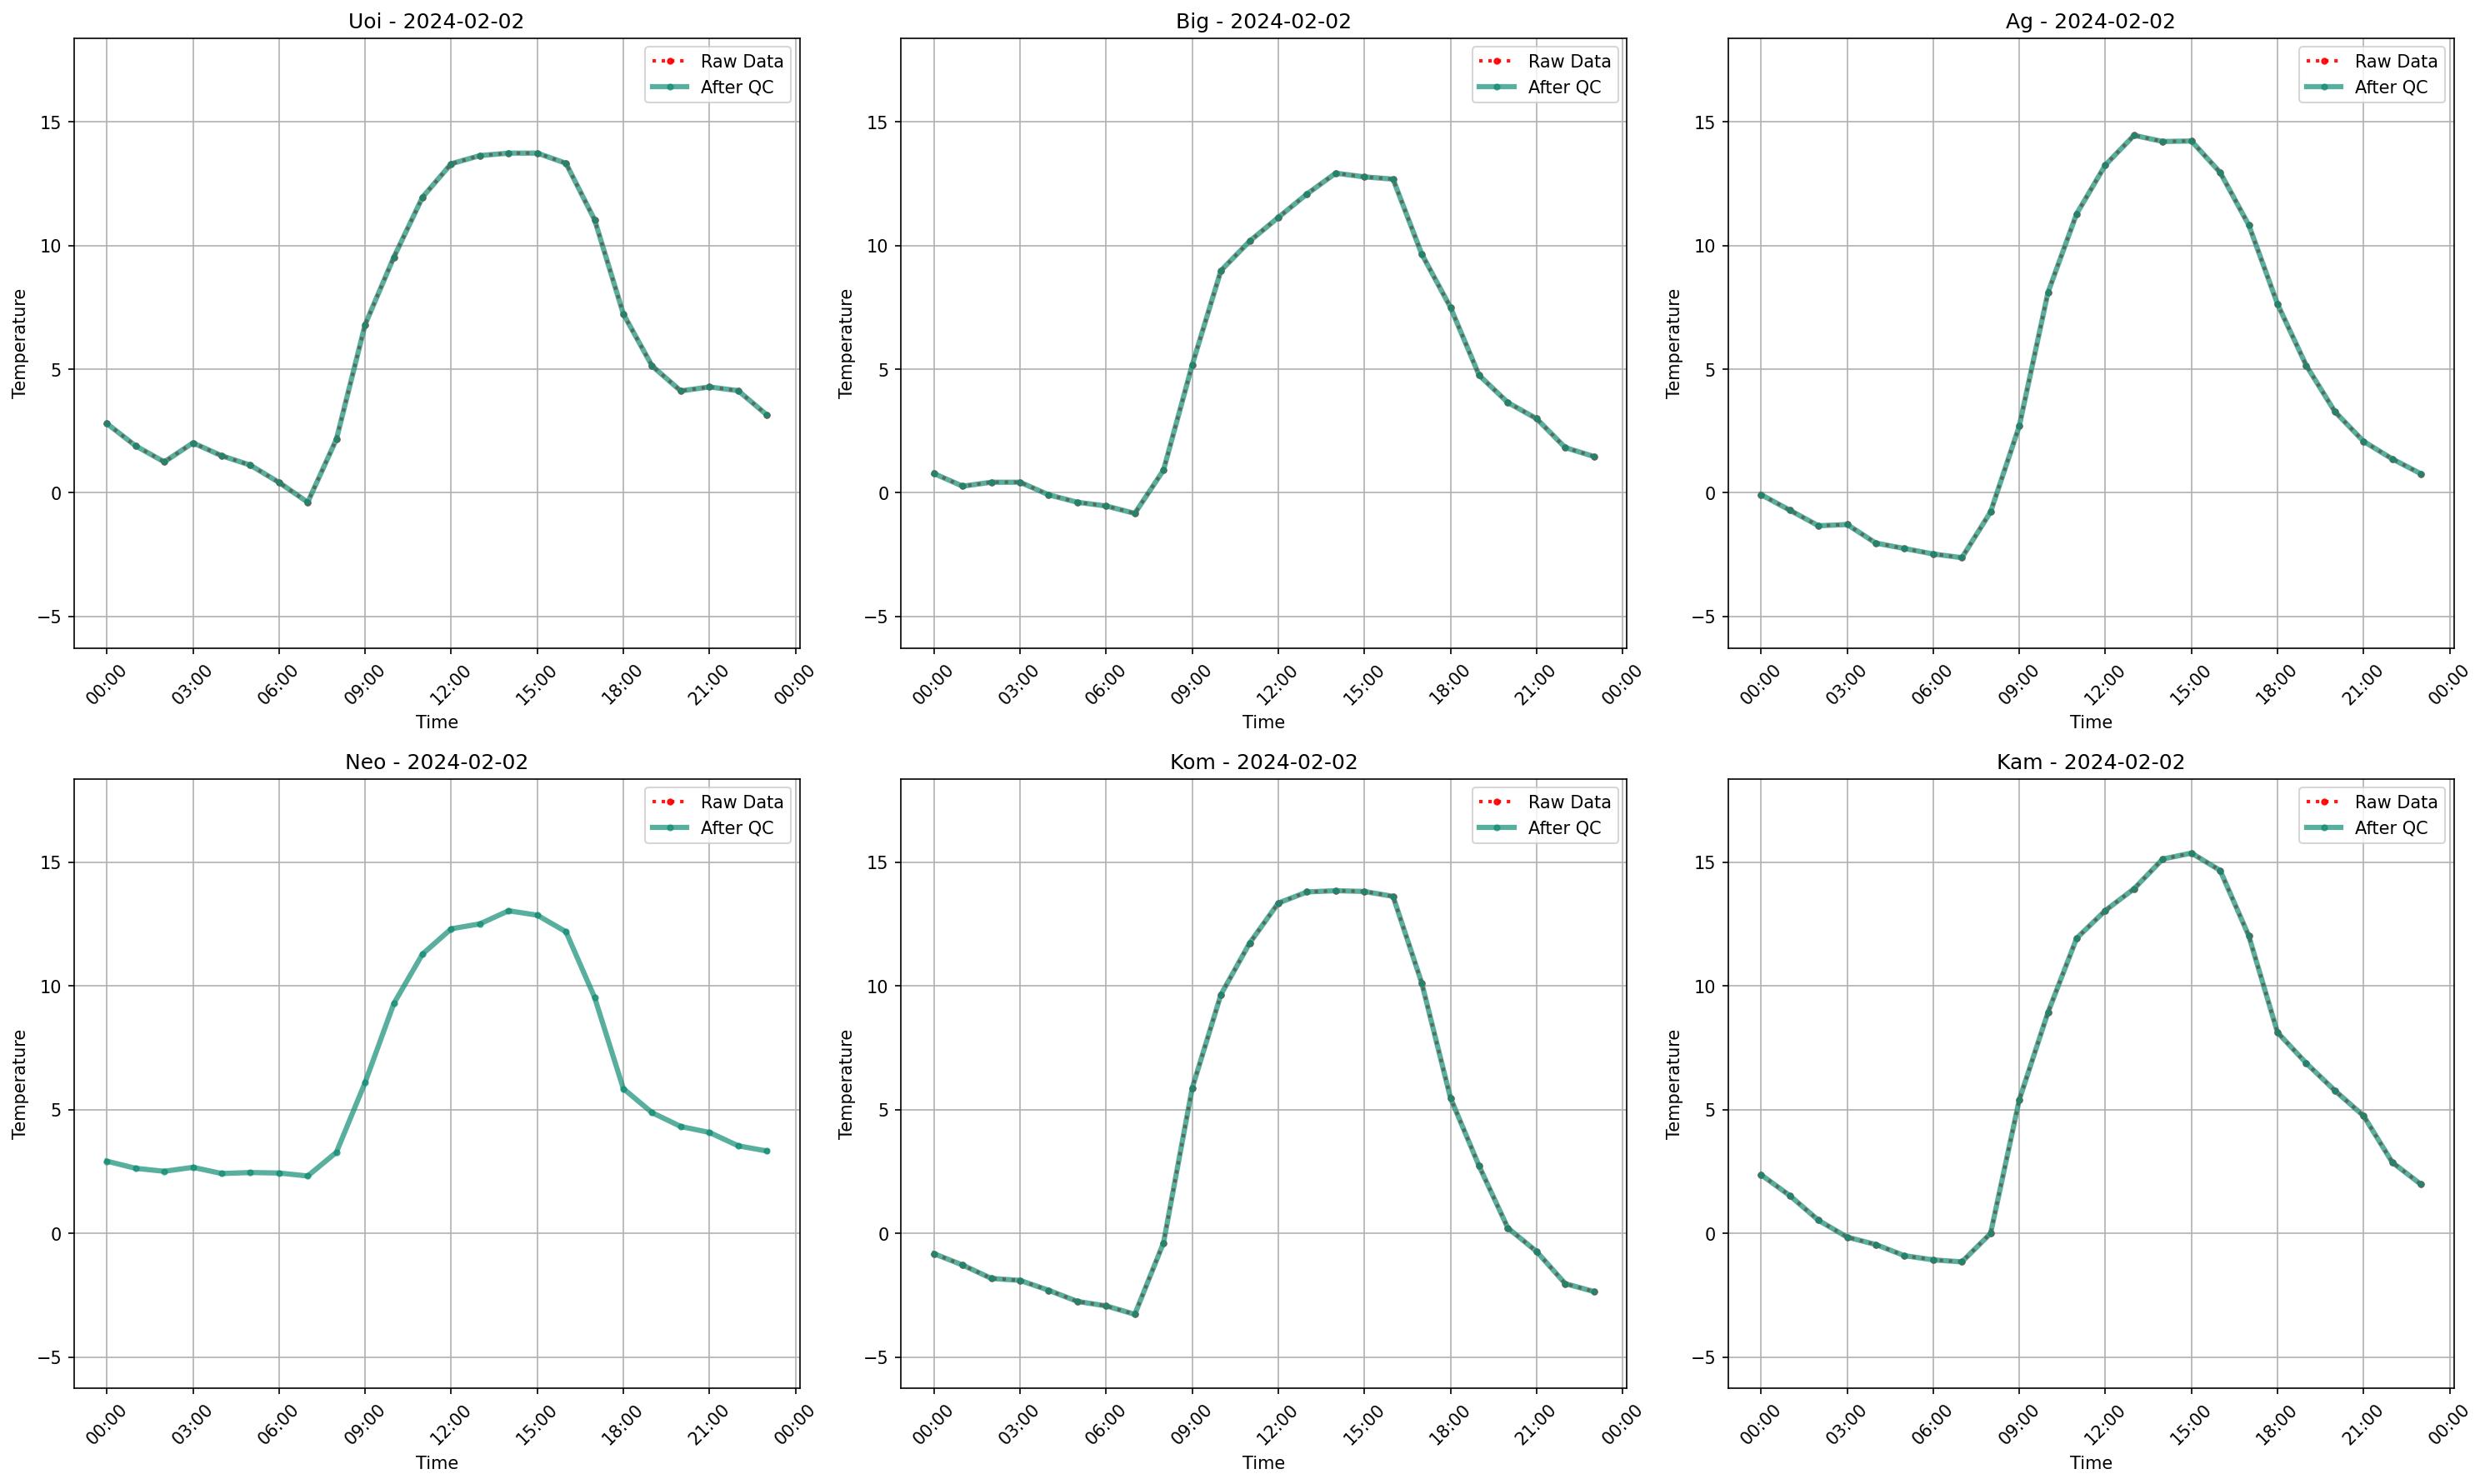 Uoi - 2024-02-02
Raw Data
After QC
15
10
5
0
−5
Temperature
00:00
03:00
06:00
09:00
12:00
15:00
18:00
21:00
00:00
Time
Big - 2024-02-02
Raw Data
After QC
15
10
5
0
−5
Temperature
00:00
03:00
06:00
09:00
12:00
15:00
18:00
21:00
00:00
Time
Ag - 2024-02-02
Raw Data
After QC
15
10
5
0
−5
Temperature
00:00
03:00
06:00
09:00
12:00
15:00
18:00
21:00
00:00
Time
Neo - 2024-02-02
Raw Data
After QC
15
10
5
0
−5
Temperature
00:00
03:00
06:00
09:00
12:00
15:00
18:00
21:00
00:00
Time
Kom - 2024-02-02
Raw Data
After QC
15
10
5
0
−5
Temperature
00:00
03:00
06:00
09:00
12:00
15:00
18:00
21:00
00:00
Time
Kam - 2024-02-02
Raw Data
After QC
15
10
5
0
−5
Temperature
00:00
03:00
06:00
09:00
12:00
15:00
18:00
21:00
00:00
Time